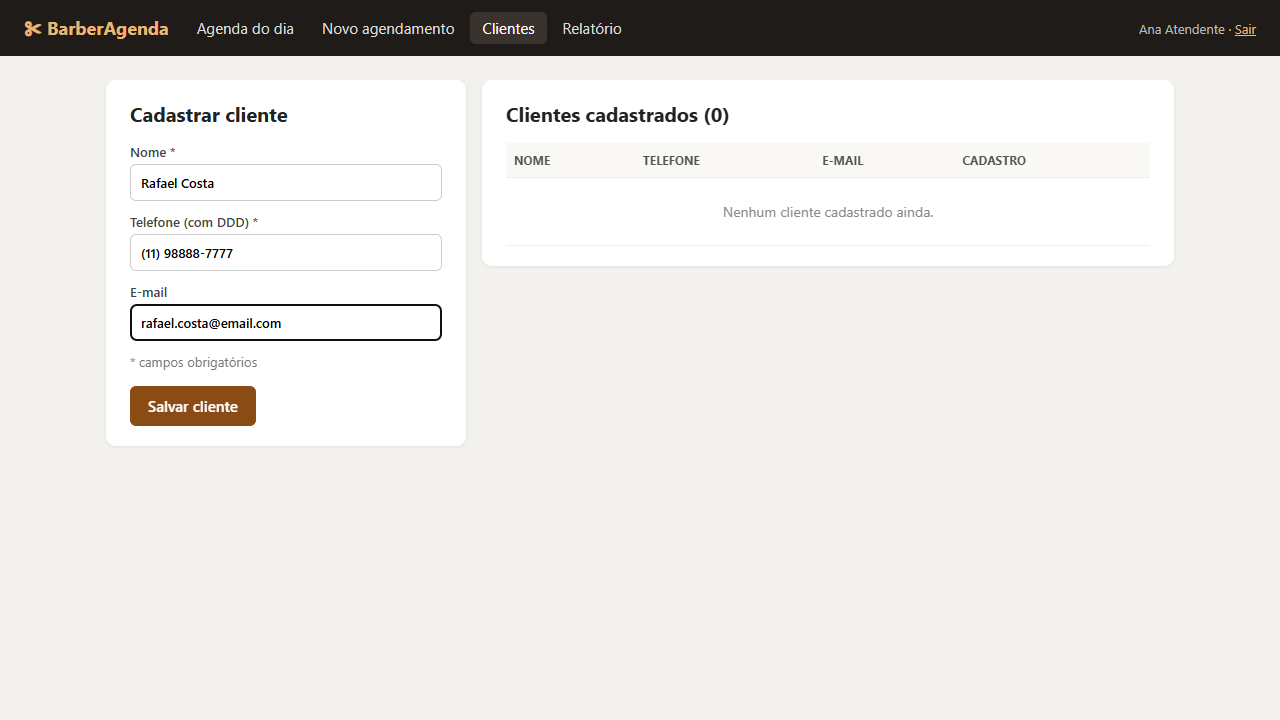 BarberAgenda
Agenda do dia
Novo agendamento
Clientes
Relatório
Ana Atendente · Sair
Cadastrar cliente
Nome *
Rafael Costa
Telefone (com DDD) *
(11) 98888-7777
E-mail
rafael.costa@email.com
* campos obrigatórios
Salvar cliente
Clientes cadastrados (0)
NOME TELEFONE E-MAIL CADASTRO
Nenhum cliente cadastrado ainda.